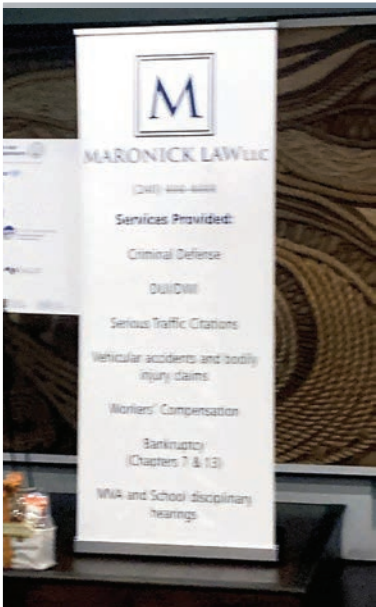 M
MARONICK LAW LLC
Services Provided:
Criminal Defense
DUI/DWI
Serious Traffic Citations
Vehicular accidents and bodily
injury claims
Workers' Compensation
Bankruptcy
(Chapters 7 & 13)
MVA and School disciplinary
hearings